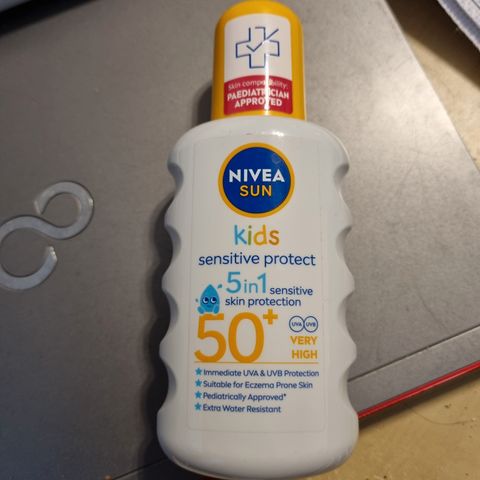 Skin compatibility:
PAEDIATRICIAN
APPROVED
NIVEA
SUN
kids
sensitive protect
5in1 sensitive
skin protection
50+
UVA UVB
VERY
HIGH
Immediate UVA & UVB Protection
Suitable for Eczema Prone Skin
Pediatrically Approved*
Extra Water Resistant